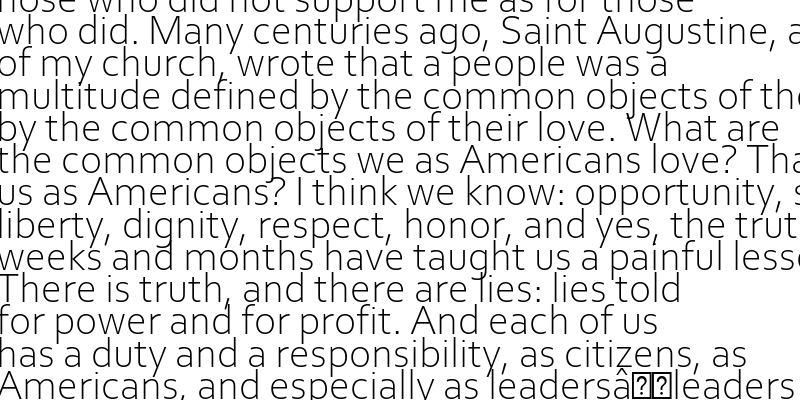 those who did not support me as for those
who did. Many centuries ago, Saint Augustine, a
of my church, wrote that a people was a
multitude defined by the common objects of the
by the common objects of their love. What are
the common objects we as Americans love? Tha
us as Americans? I think we know: opportunity, s
liberty, dignity, respect, honor, and yes, the trut
weeks and months have taught us a painful less
There is truth, and there are lies: lies told
for power and for profit. And each of us
has a duty and a responsibility, as citizens, as
Americans, and especially as leadersâ��leaders